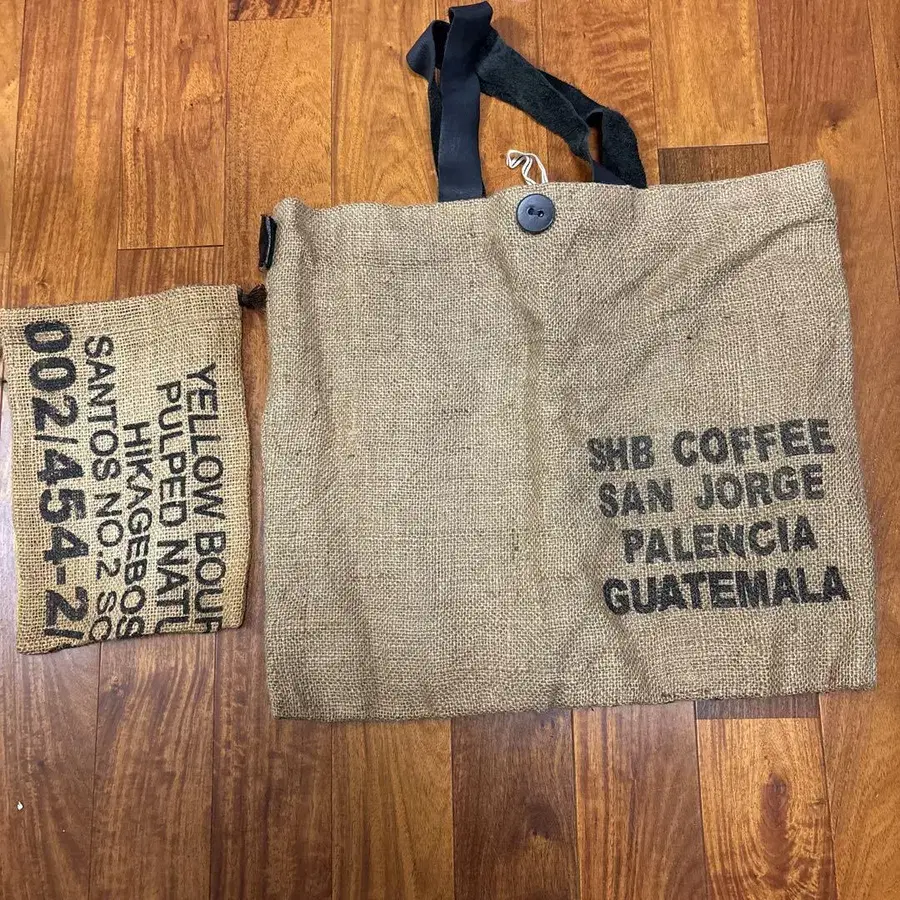 YELLOW BOUR
PULPED NATU
HIKAGEBOS
SANTOS NO.2 SC
002/454-2/
SHB COFFEE
SAN JORGE
PALENCIA
GUATEMALA